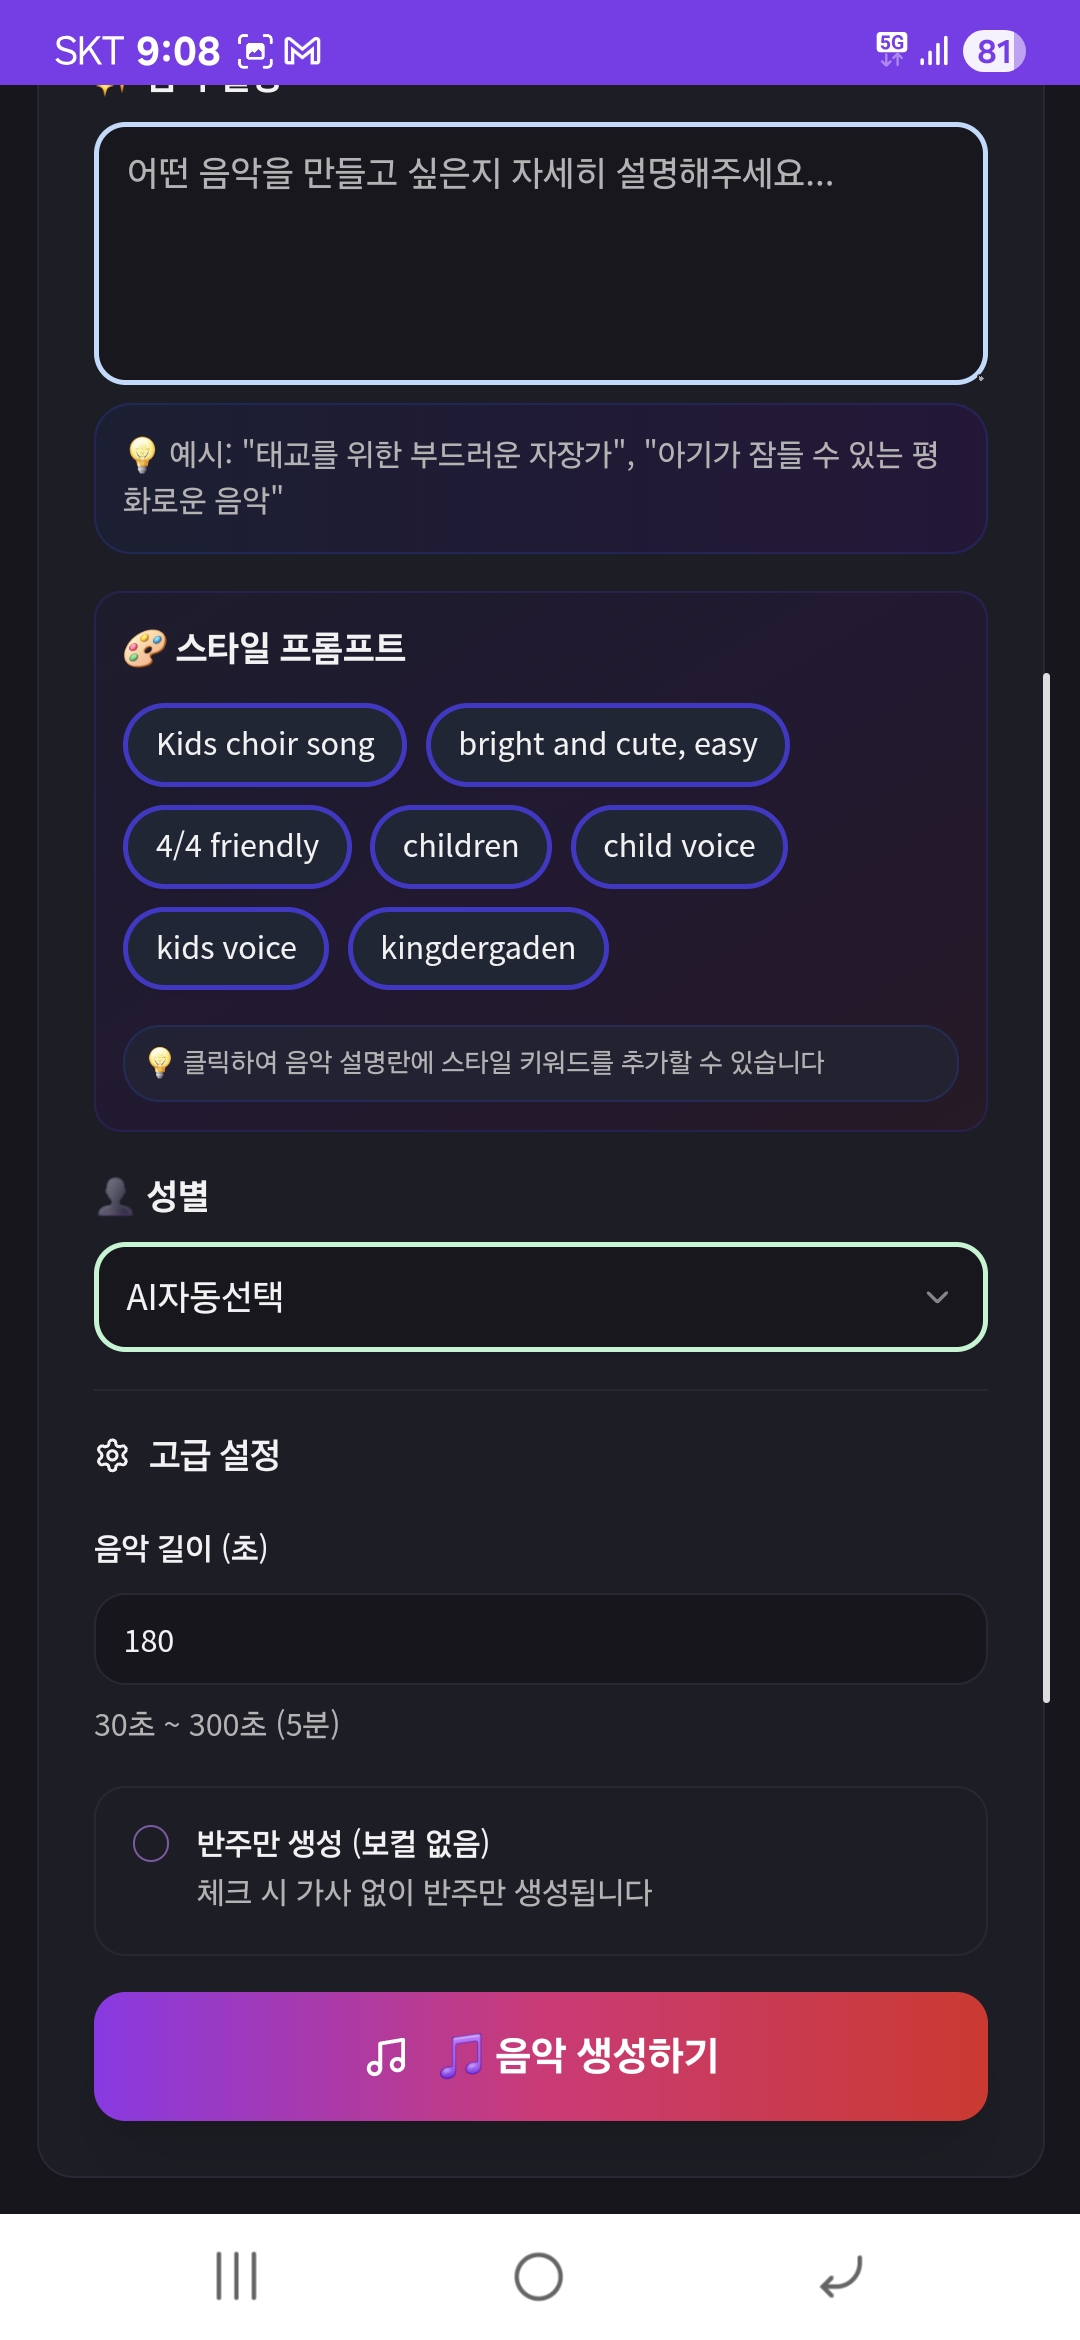 SKT 9:08
5G 81
어떤 음악을 만들고 싶은지 자세히 설명해주세요...
💡 예시: "태교를 위한 부드러운 자장가", "아기가 잠들 수 있는 평
화로운 음악"
🎨 스타일 프롬프트
Kids choir song
bright and cute, easy
4/4 friendly
children
child voice
kids voice
kingdergaden
💡 클릭하여 음악 설명란에 스타일 키워드를 추가할 수 있습니다
👤 성별
AI자동선택
고급 설정
음악 길이 (초)
180
30초 ~ 300초 (5분)
반주만 생성 (보컬 없음)
체크 시 가사 없이 반주만 생성됩니다
🎵 음악 생성하기